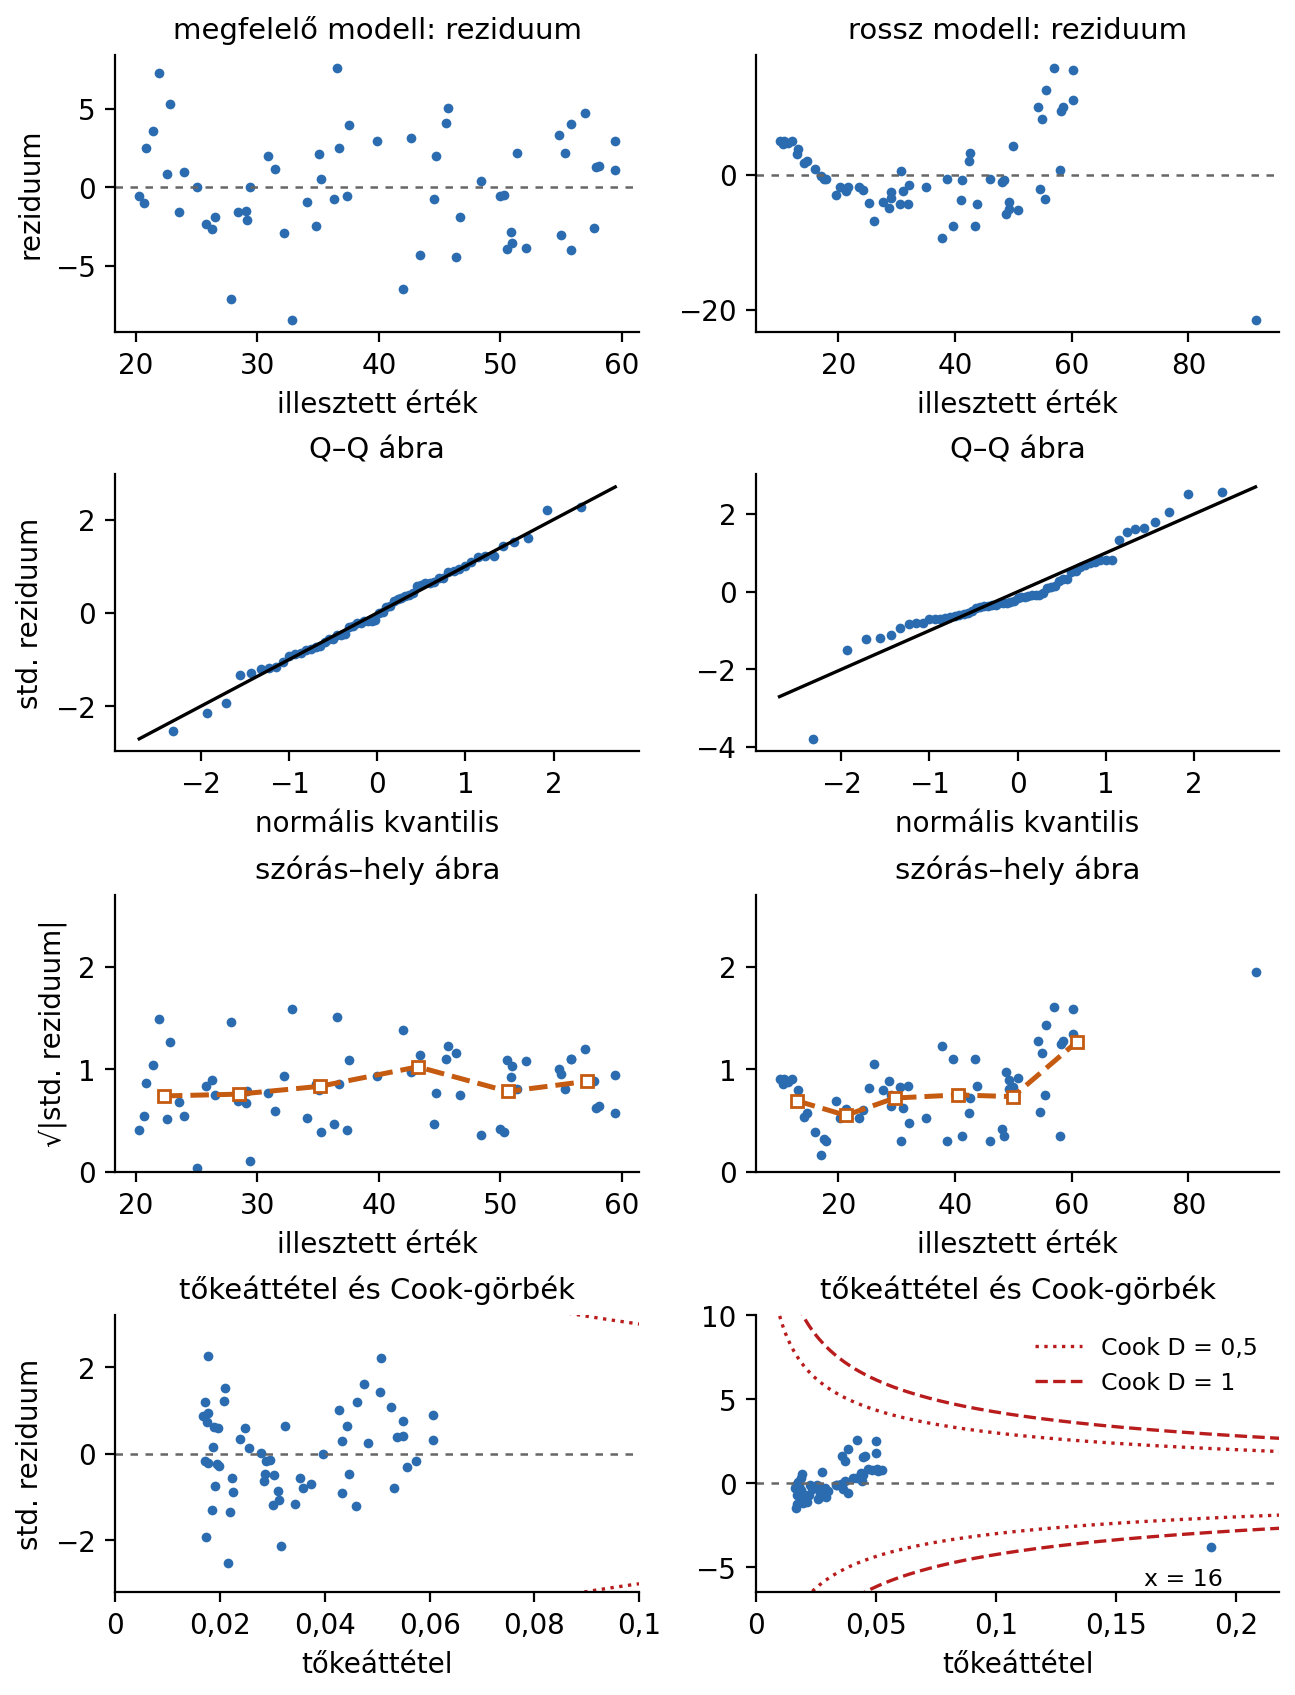 megfelelő modell: reziduum
reziduum
5
0
−5
20 30 40 50 60
illesztett érték
rossz modell: reziduum
0
−20
20 40 60 80
illesztett érték
Q–Q ábra
std. reziduum
2
0
−2
−2 −1 0 1 2
normális kvantilis
Q–Q ábra
2
0
−2
−4
−2 −1 0 1 2
normális kvantilis
szórás–hely ábra
√|std. reziduum|
2
1
0
20 30 40 50 60
illesztett érték
szórás–hely ábra
2
1
0
20 40 60 80
illesztett érték
tőkeáttétel és Cook-görbék
std. reziduum
2
0
−2
0 0,02 0,04 0,06 0,08 0,1
tőkeáttétel
tőkeáttétel és Cook-görbék
10
5
0
−5
Cook D = 0,5
Cook D = 1
x = 16
0 0,05 0,1 0,15 0,2
tőkeáttétel